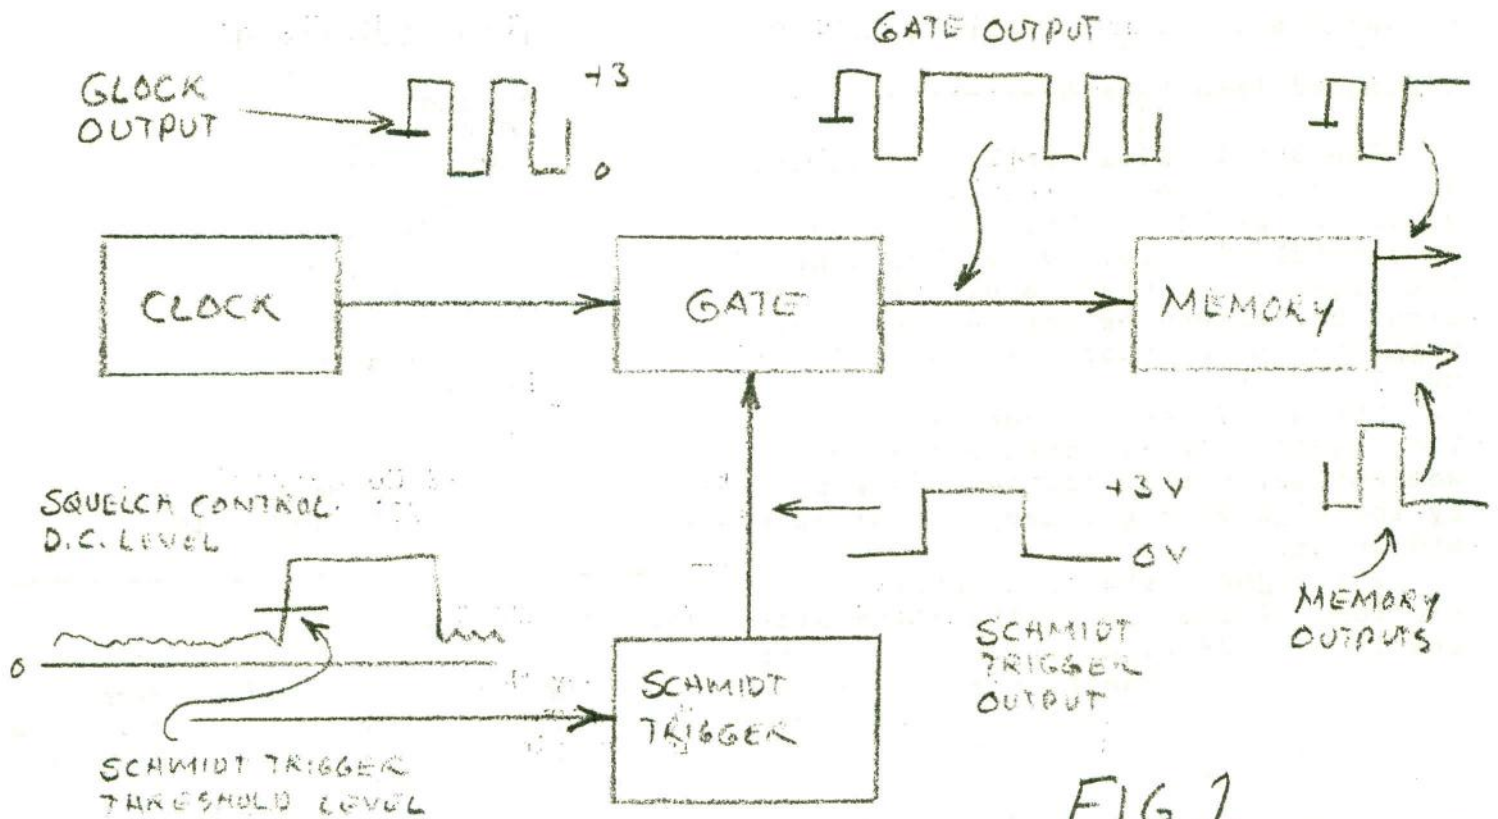 GATE OUTPUT
GLOCK
OUTPUT
+3
0
CLOCK
GATE
MEMORY
SQUELCH CONTROL
D.C. LEVEL
0
+3V
0V
SCHMIDT
TRIGGER
OUTPUT
MEMORY
OUTPUTS
SCHMIDT
TRIGGER
SCHMIDT TRIGGER
THRESHOLD LEVEL
FIG 1